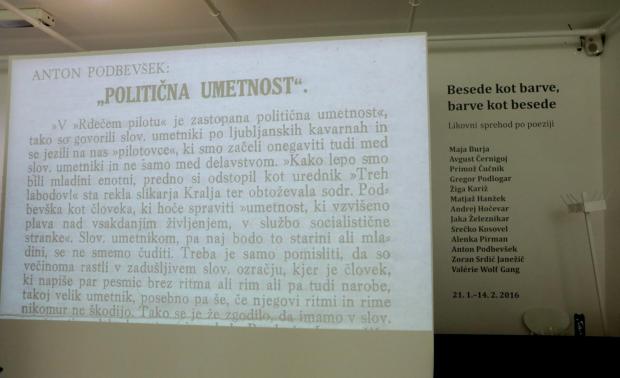 ANTON PODBEVŠEK:
„POLITIČNA UMETNOST“.
»V »Rdečem pilotu« je zastopana politična umetnost«,
tako so govorili slov. umetniki po ljubljanskih kavarnah in
se jezili na nas »pilotovce«, ki smo začeli onegaviti tudi med
slov. umetniki in ne samo med delavstvom. »Kako lepo smo
bili mladini enotni, predno si odstopil kot urednik »Treh
labodov!« sta rekla slikarja Kralja ter obtoževala sodr. Pod-
bevška kot človeka, ki hoče spraviti »umetnost, ki vzvišeno
plava nad vsakdanjim življenjem, v službo socialistične
stranke«. Slov. umetnikom, pa naj bodo to starini ali mla-
dini, se ne smemo čuditi. Treba je samo pomisliti, da so
večinoma rastli v zadušljivem slov. ozračju, kjer je človek,
ki napiše par pesmic brez ritma ali rim ali pa tudi narobe,
takoj velik umetnik, posebno pa še, če njegovi ritmi in rime
nikomur ne škodijo. Tako se je že zgodilo, da imamo v slov.
Besede kot barve,
barve kot besede
Likovni sprehod po poeziji
Maja Burja
Avgust Černigoj
Primož Čučnik
Gregor Podlogar
Žiga Kariž
Matjaž Hanžek
Andrej Hočevar
Jaka Železnikar
Srečko Kosovel
Alenka Pirman
Anton Podbevšek
Zoran Srdić Janežič
Valérie Wolf Gang
21. 1.–14. 2. 2016